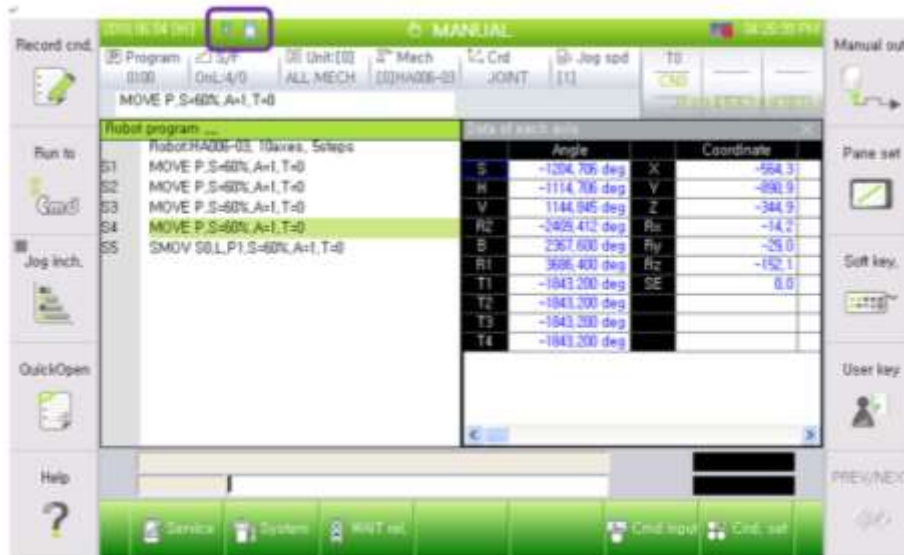 Record cnd.
MANUAL
Manual out
Program
Unit:[0]
Mech
Crd
Jog spd
T0
0100
OnL:4/0
ALL MECH
[0]HA006-03
JOINT
[1]
CND
MOVE P,S=60%,A=1,T=0
Run to
Robot program ...
Data of each axis
Pane set
Robot:HA006-03, 10axes, 5steps
Angle
Coordinate
S1 MOVE P,S=60%,A=1,T=0
S -1204,706 deg X -564,3
S2 MOVE P,S=60%,A=1,T=0
H -1114,706 deg Y -890,9
S3 MOVE P,S=60%,A=1,T=0
V 1144,945 deg Z -344,9
S4 MOVE P,S=60%,A=1,T=0
R2 -2409,412 deg Rx -14,2
S5 SMOV S0,L,P1,S=60%,A=1,T=0
B 2367,600 deg Ry -29,0
R1 3686,400 deg Rz -152,1
T1 -1843,200 deg SE 0,0
T2 -1843,200 deg
T3 -1843,200 deg
T4 -1843,200 deg
Jog inch.
Soft key.
QuickOpen
User key
Help
PREV/NEXT
Service
System
WAIT rel.
Cmd input
Cnd. set